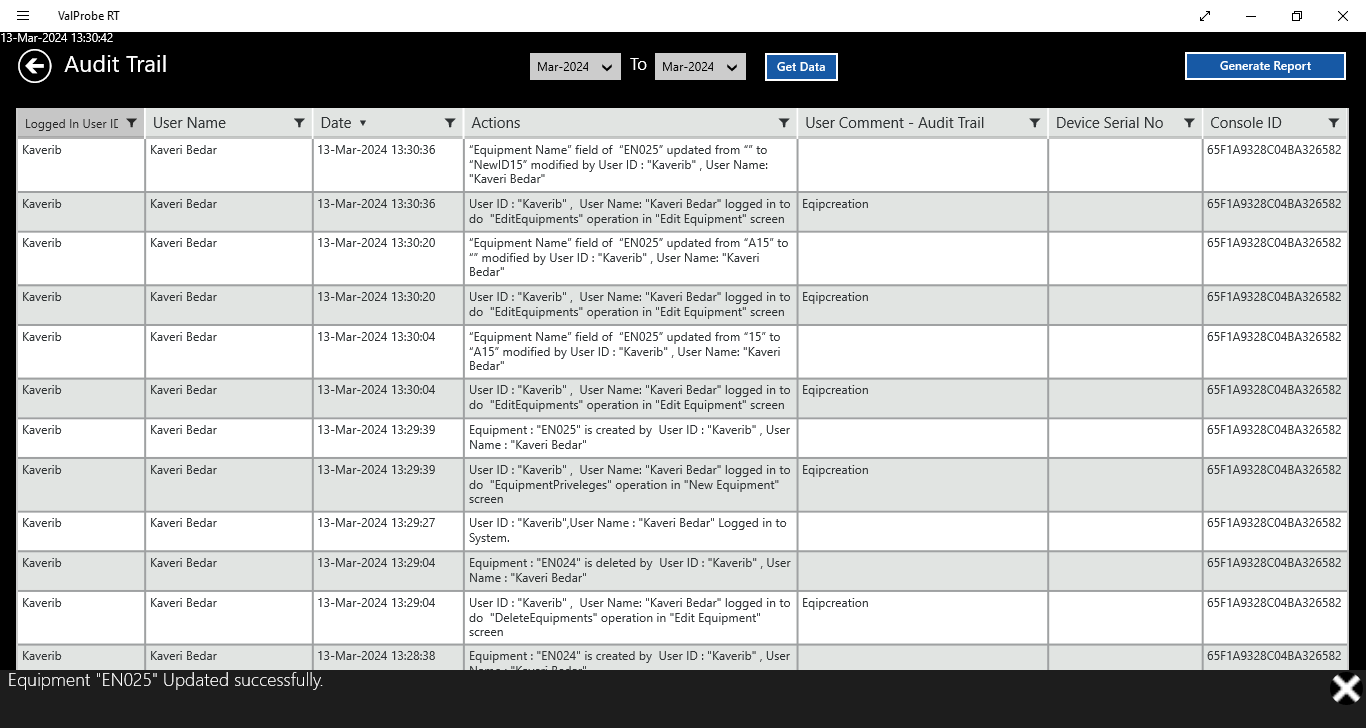 ValProbe RT
13-Mar-2024 13:30:42
Audit Trail
Mar-2024 To Mar-2024 Get Data
Generate Report
Logged In User ID User Name Date Actions User Comment - Audit Trail Device Serial No Console ID
Kaverib Kaveri Bedar 13-Mar-2024 13:30:36 “Equipment Name” field of “EN025” updated from “” to 65F1A9328C04BA326582
“NewID15” modified by User ID : "Kaverib" , User Name:
"Kaveri Bedar"
Kaverib Kaveri Bedar 13-Mar-2024 13:30:36 User ID : "Kaverib" , User Name: "Kaveri Bedar" logged in to Eqipcreation 65F1A9328C04BA326582
do "EditEquipments" operation in "Edit Equipment" screen
Kaverib Kaveri Bedar 13-Mar-2024 13:30:20 “Equipment Name” field of “EN025” updated from “A15” to 65F1A9328C04BA326582
“” modified by User ID : "Kaverib" , User Name: "Kaveri
Bedar"
Kaverib Kaveri Bedar 13-Mar-2024 13:30:20 User ID : "Kaverib" , User Name: "Kaveri Bedar" logged in to Eqipcreation 65F1A9328C04BA326582
do "EditEquipments" operation in "Edit Equipment" screen
Kaverib Kaveri Bedar 13-Mar-2024 13:30:04 “Equipment Name” field of “EN025” updated from “15” to 65F1A9328C04BA326582
“A15” modified by User ID : "Kaverib" , User Name: "Kaveri
Bedar"
Kaverib Kaveri Bedar 13-Mar-2024 13:30:04 User ID : "Kaverib" , User Name: "Kaveri Bedar" logged in to Eqipcreation 65F1A9328C04BA326582
do "EditEquipments" operation in "Edit Equipment" screen
Kaverib Kaveri Bedar 13-Mar-2024 13:29:39 Equipment : "EN025" is created by User ID : "Kaverib" , User 65F1A9328C04BA326582
Name : "Kaveri Bedar"
Kaverib Kaveri Bedar 13-Mar-2024 13:29:39 User ID : "Kaverib" , User Name: "Kaveri Bedar" logged in to Eqipcreation 65F1A9328C04BA326582
do "EquipmentPriveleges" operation in "New Equipment"
screen
Kaverib Kaveri Bedar 13-Mar-2024 13:29:27 User ID : "Kaverib",User Name : "Kaveri Bedar" Logged in to 65F1A9328C04BA326582
System.
Kaverib Kaveri Bedar 13-Mar-2024 13:29:04 Equipment : "EN024" is deleted by User ID : "Kaverib" , User 65F1A9328C04BA326582
Name : "Kaveri Bedar"
Kaverib Kaveri Bedar 13-Mar-2024 13:29:04 User ID : "Kaverib" , User Name: "Kaveri Bedar" logged in to Eqipcreation 65F1A9328C04BA326582
do "DeleteEquipments" operation in "Edit Equipment"
screen
Kaverib Kaveri Bedar 13-Mar-2024 13:28:38 Equipment : "EN024" is created by User ID : "Kaverib" , User 65F1A9328C04BA326582
Name : "Kaveri Bedar"
Equipment "EN025" Updated successfully.